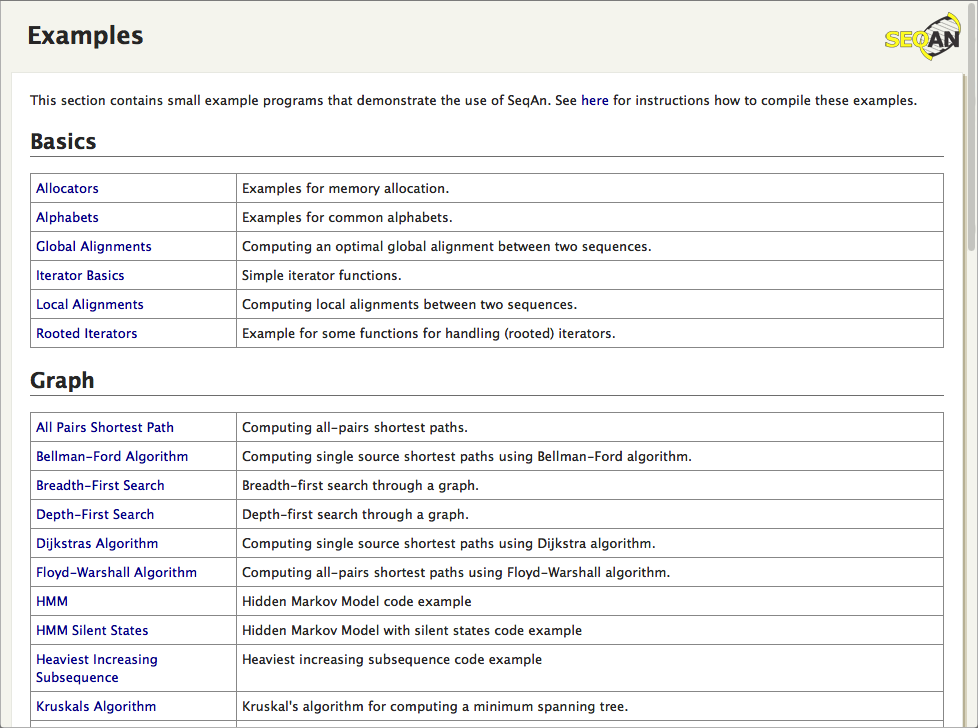 Examples
SEQAN
This section contains small example programs that demonstrate the use of SeqAn. See here for instructions how to compile these examples.
Basics
Allocators Examples for memory allocation.
Alphabets Examples for common alphabets.
Global Alignments Computing an optimal global alignment between two sequences.
Iterator Basics Simple iterator functions.
Local Alignments Computing local alignments between two sequences.
Rooted Iterators Example for some functions for handling (rooted) iterators.
Graph
All Pairs Shortest Path Computing all-pairs shortest paths.
Bellman-Ford Algorithm Computing single source shortest paths using Bellman-Ford algorithm.
Breadth-First Search Breadth-first search through a graph.
Depth-First Search Depth-first search through a graph.
Dijkstras Algorithm Computing single source shortest paths using Dijkstra algorithm.
Floyd-Warshall Algorithm Computing all-pairs shortest paths using Floyd-Warshall algorithm.
HMM Hidden Markov Model code example
HMM Silent States Hidden Markov Model with silent states code example
Heaviest Increasing Heaviest increasing subsequence code example
Subsequence
Kruskals Algorithm Kruskal's algorithm for computing a minimum spanning tree.